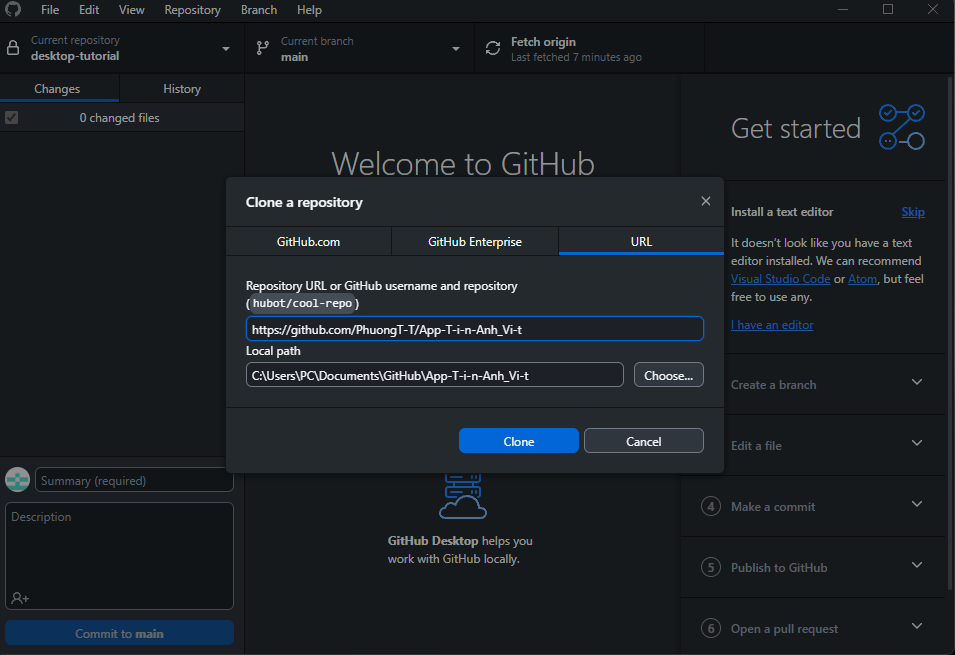 File Edit View Repository Branch Help
Current repository
desktop-tutorial
Current branch
main
Fetch origin
Last fetched 7 minutes ago
Changes History
0 changed files
Welcome to GitHub
Get started
Clone a repository
GitHub.com GitHub Enterprise URL
Repository URL or GitHub username and repository
(hubot/cool-repo)
https://github.com/PhuongT-T/App-T-i-n-Anh_Vi-t
Local path
C:\Users\PC\Documents\GitHub\App-T-i-n-Anh_Vi-t
Choose...
Clone Cancel
Install a text editor Skip
It doesn't look like you have a text
editor installed. We can recommend
Visual Studio Code or Atom, but feel
free to use any.
I have an editor
Create a branch
Edit a file
4 Make a commit
5 Publish to GitHub
6 Open a pull request
GitHub Desktop helps you
work with GitHub locally.
Summary (required)
Description
Commit to main